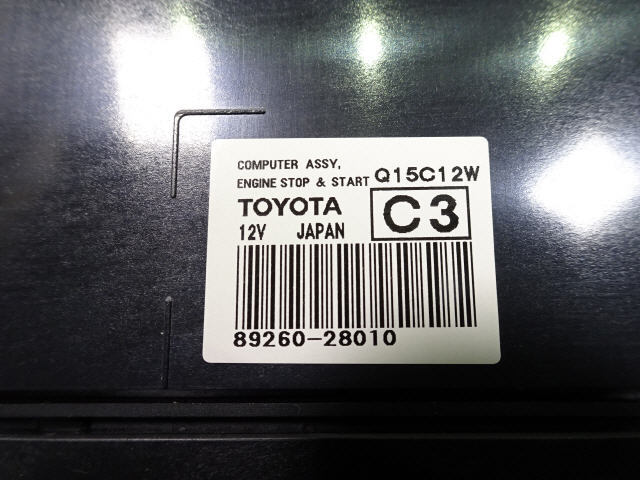 COMPUTER ASSY,
ENGINE STOP & START Q15C12W
TOYOTA C3
12V JAPAN
89260-28010